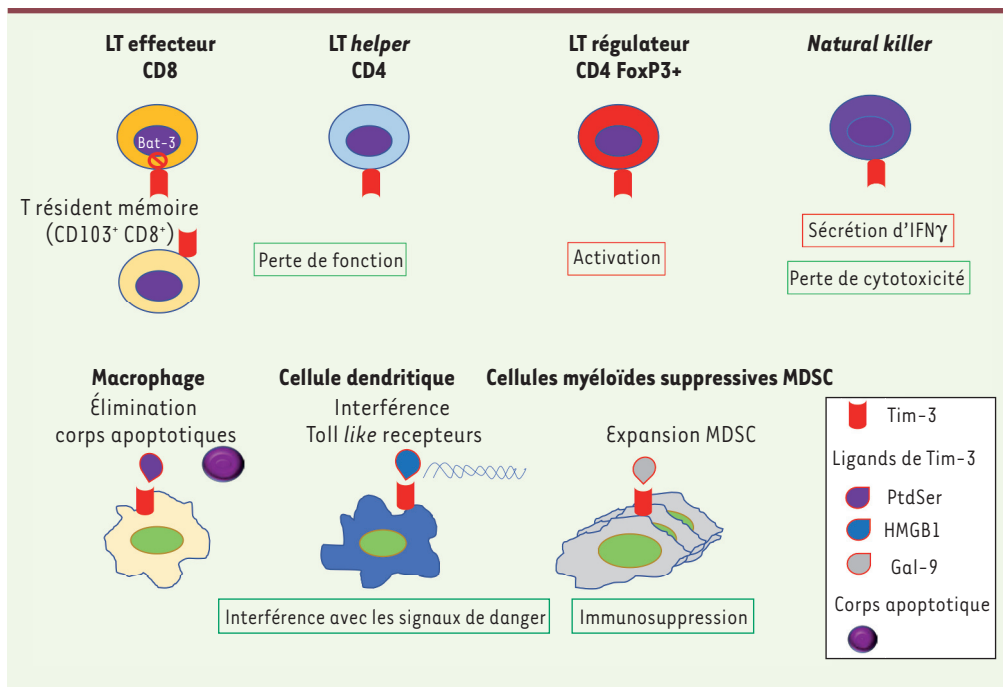 LT effecteur
CD8
LT helper
CD4
LT régulateur
CD4 FoxP3+
Natural killer
Bat-3
T résident mémoire
(CD103+ CD8+)
Perte de fonction
Activation
Sécrétion d'IFNγ
Perte de cytotoxicité
Macrophage
Élimination
corps apoptotiques
Cellule dendritique
Interférence
Toll like recepteurs
Cellules myéloïdes suppressives MDSC
Expansion MDSC
Interférence avec les signaux de danger
Immunosuppression
Tim-3
Ligands de Tim-3
PtdSer
HMGB1
Gal-9
Corps apoptotique